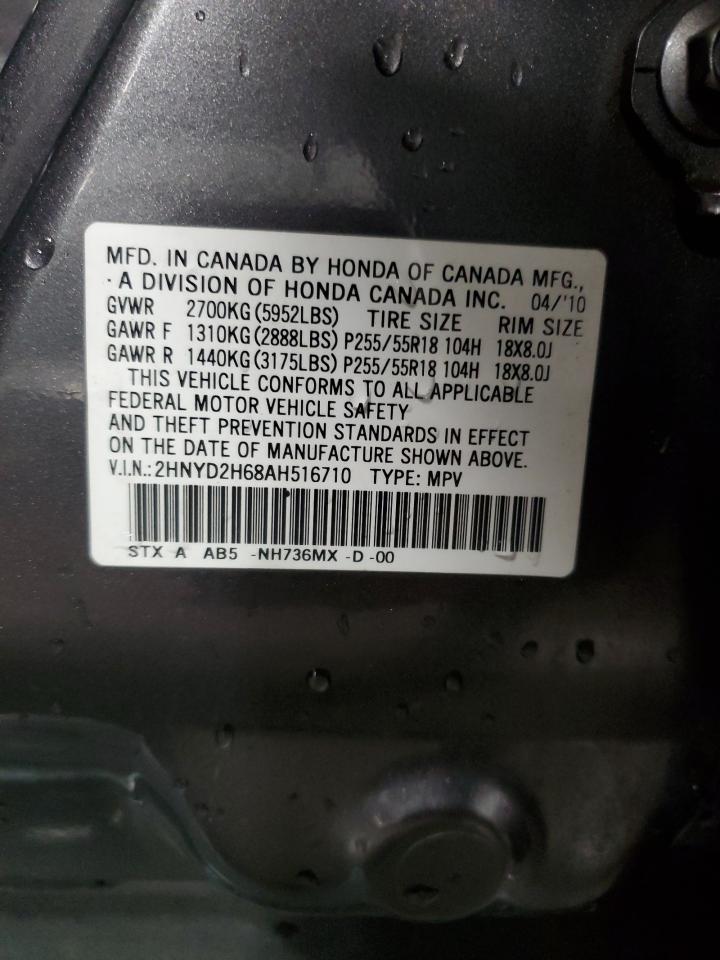 MFD. IN CANADA BY HONDA OF CANADA MFG.,
A DIVISION OF HONDA CANADA INC. 04/'10
GVWR 2700KG(5952LBS) TIRE SIZE RIM SIZE
GAWR F 1310KG(2888LBS) P255/55R18 104H 18X8.0J
GAWR R 1440KG(3175LBS) P255/55R18 104H 18X8.0J
THIS VEHICLE CONFORMS TO ALL APPLICABLE
FEDERAL MOTOR VEHICLE SAFETY
AND THEFT PREVENTION STANDARDS IN EFFECT
ON THE DATE OF MANUFACTURE SHOWN ABOVE.
V.I.N.:2HNYD2H68AH516710 TYPE: MPV
STX A AB5 -NH736MX -D -00